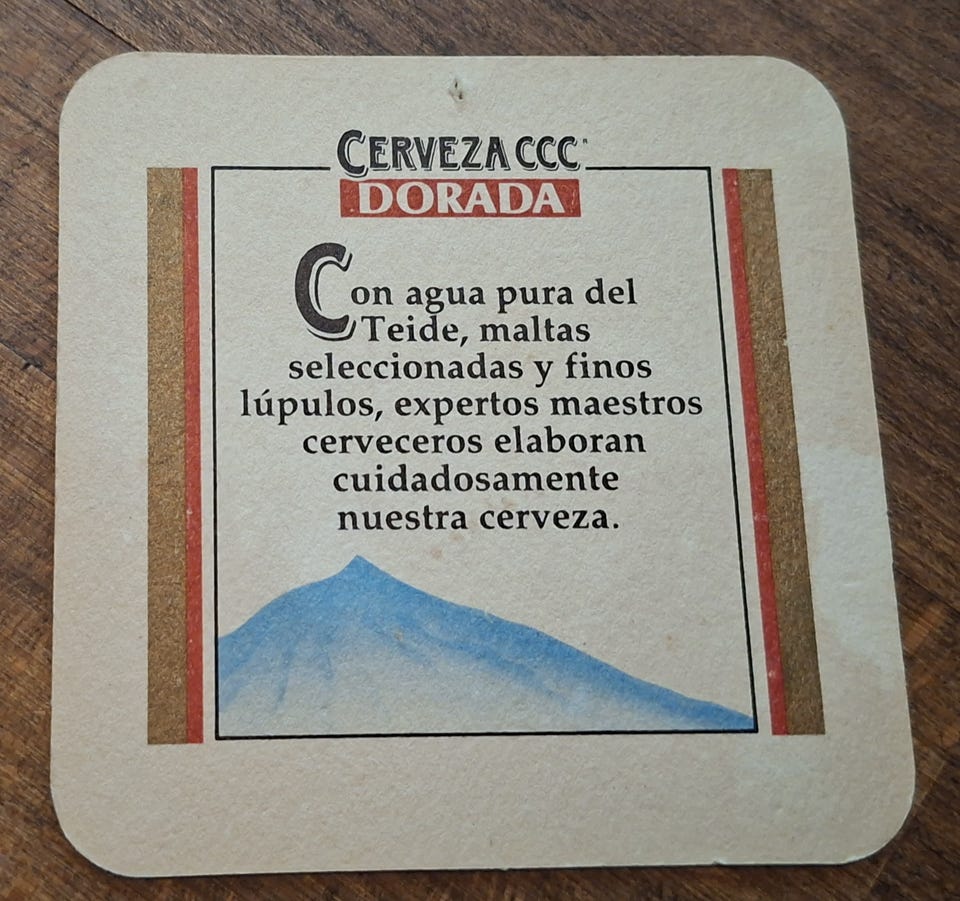 CERVEZA CCC
DORADA
Con agua pura del
Teide, maltas
seleccionadas y finos
lúpulos, expertos maestros
cerveceros elaboran
cuidadosamente
nuestra cerveza.